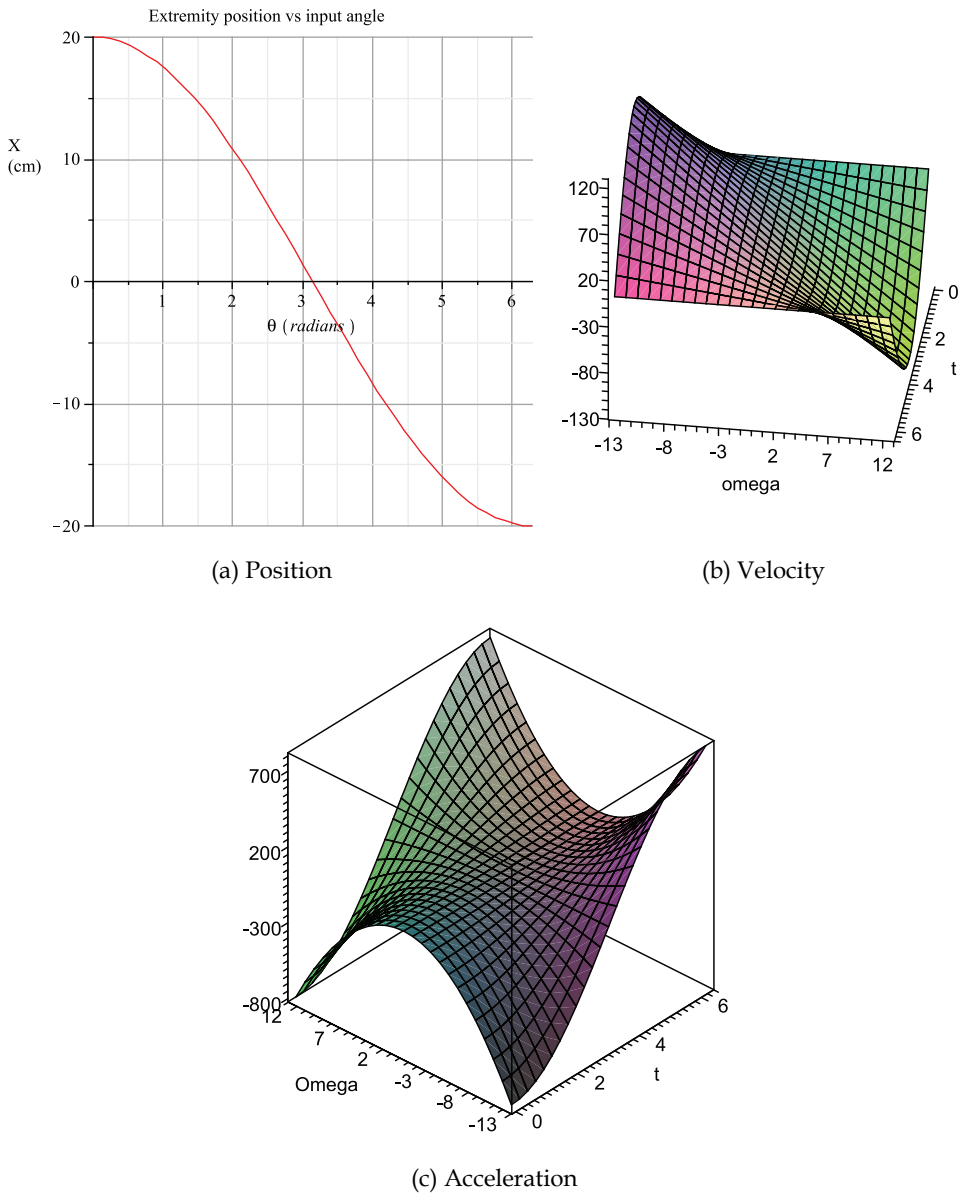 Extremity position vs input angle
20
10
0
−10
−20
X
(cm)
1 2 3 4 5 6
θ ( radians )
(a) Position
120
70
20
-30
-80
-130
-13 -8 -3 2 7 12
omega
0
2
4
6
t
(b) Velocity
700
200
-300
-800
12 7 2 -3 -8 -13
Omega
0 2 4 6
t
(c) Acceleration